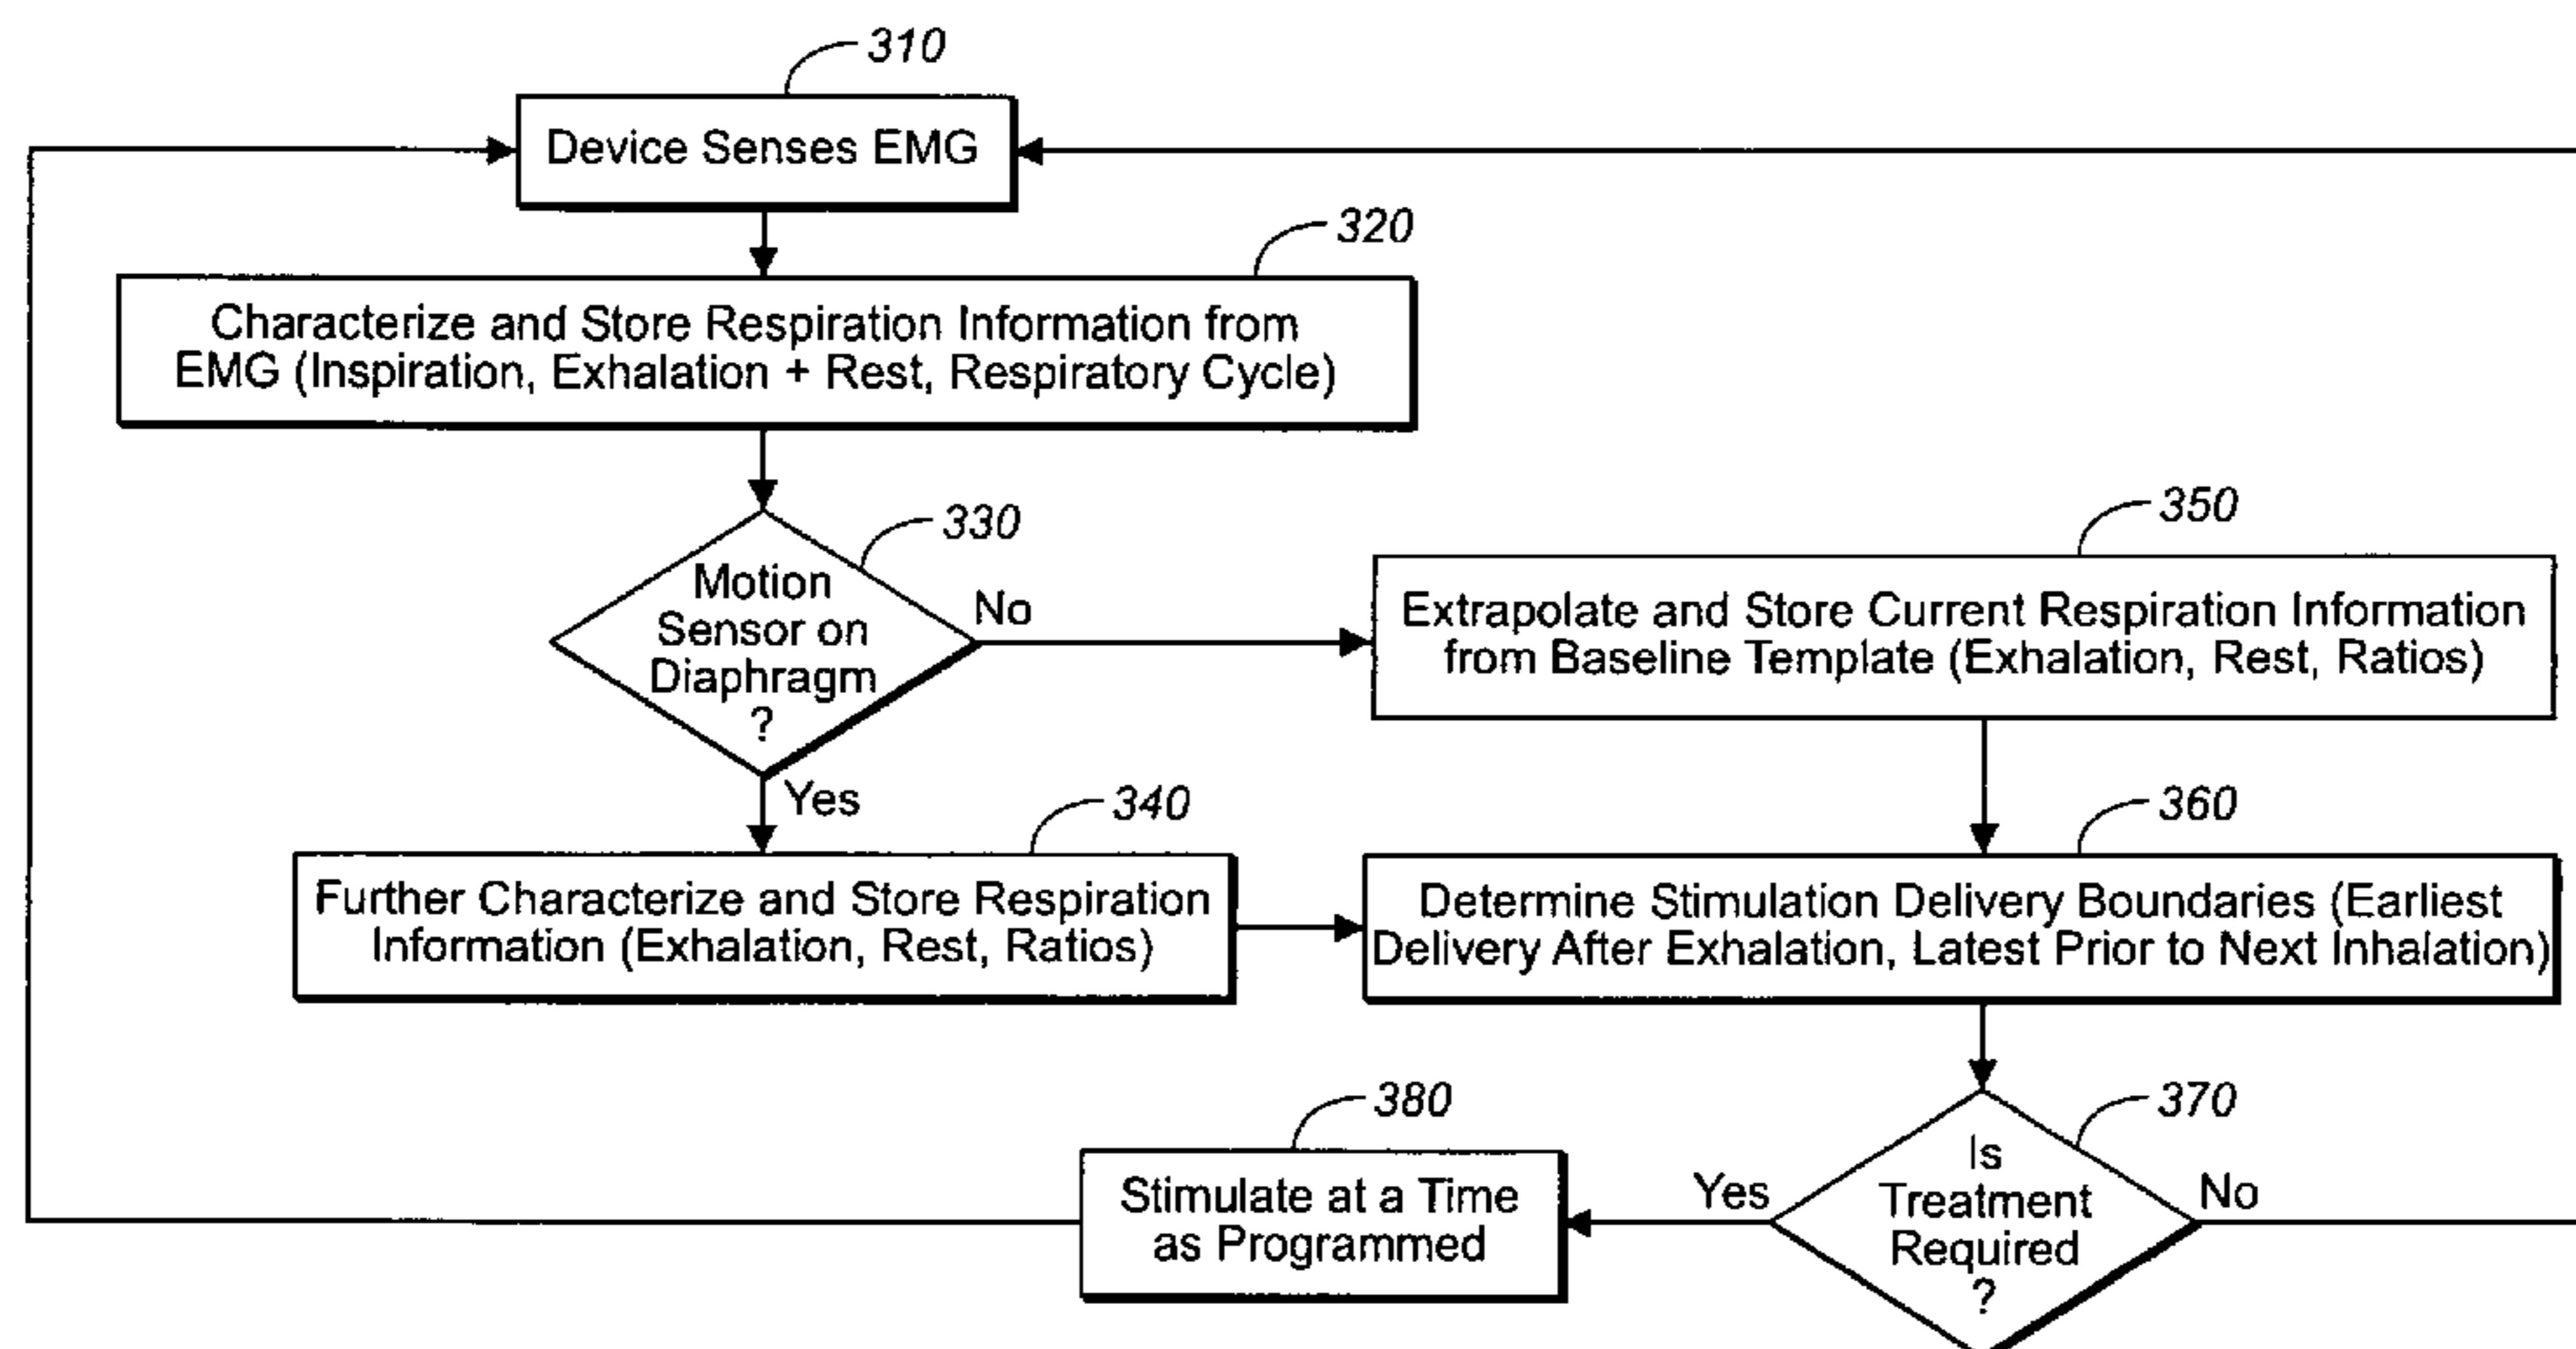 310
Device Senses EMG
320
Characterize and Store Respiration Information from
EMG (Inspiration, Exhalation + Rest, Respiratory Cycle)
330
Motion
Sensor on
Diaphragm
?
No
Yes
350
Extrapolate and Store Current Respiration Information
from Baseline Template (Exhalation, Rest, Ratios)
340
Further Characterize and Store Respiration
Information (Exhalation, Rest, Ratios)
360
Determine Stimulation Delivery Boundaries (Earliest
Delivery After Exhalation, Latest Prior to Next Inhalation)
370
Is
Treatment
Required
?
Yes
No
380
Stimulate at a Time
as Programmed